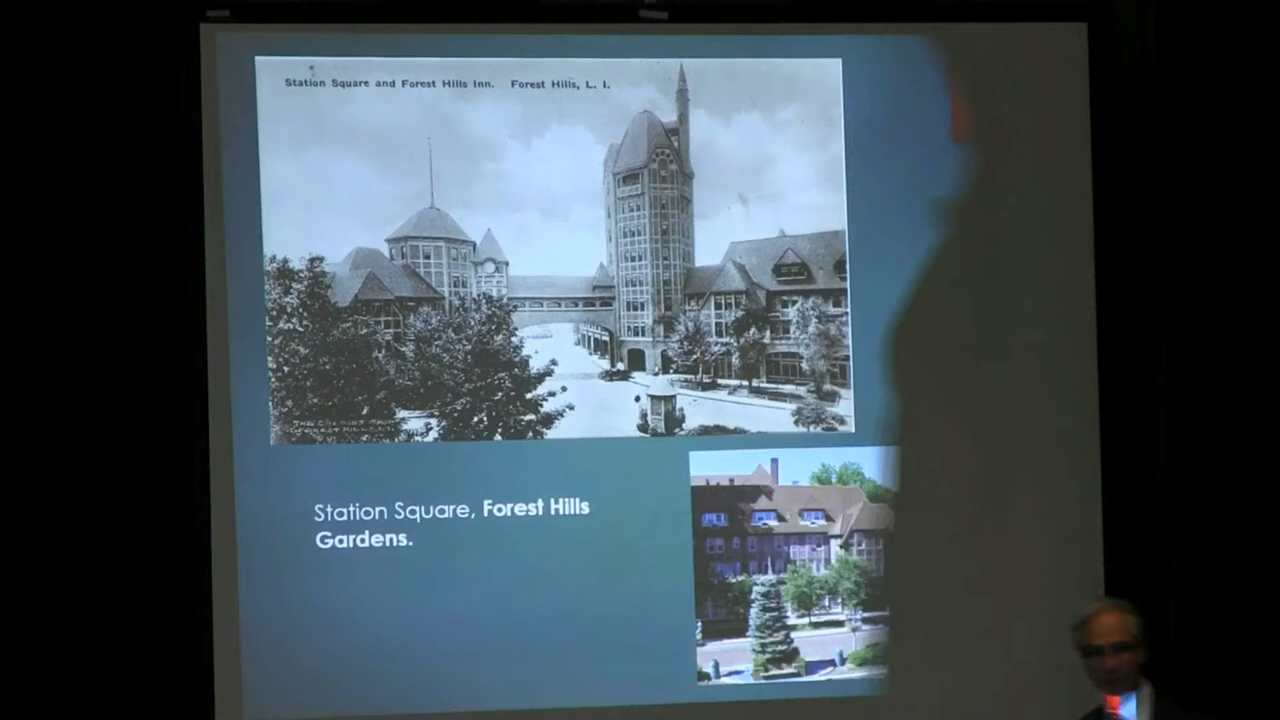 Station Square and Forest Hills Inn. Forest Hills, L. I.
Station Square, Forest Hills
Gardens.